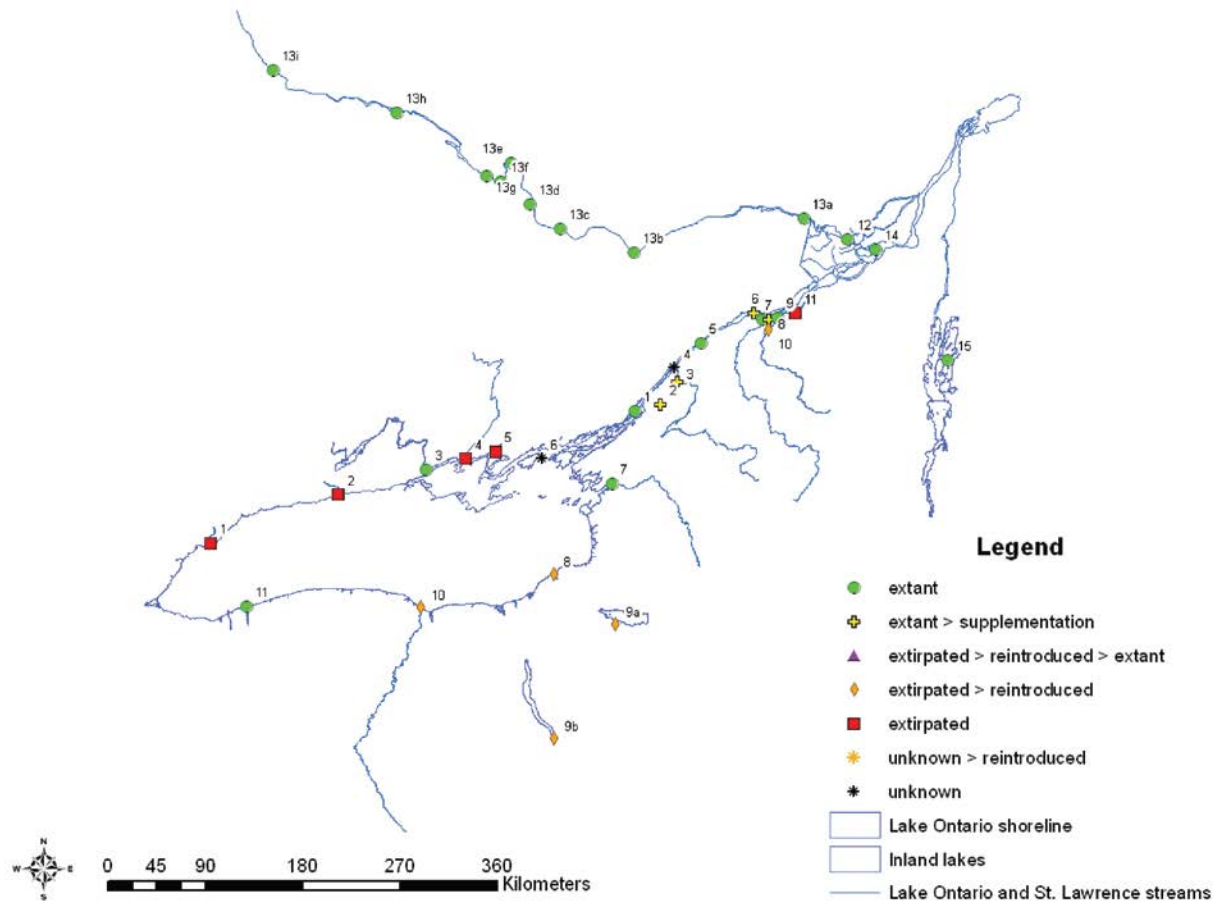 13i
13h
13e
13f
13g
13d
13c
13b
13a
12
14
6
7
9
11
8
10
5
4
3
2
1
15
5
4
3
6
7
2
1
8
11
10
9a
9b
Legend
extant
extant > supplementation
extirpated > reintroduced > extant
extirpated > reintroduced
extirpated
unknown > reintroduced
unknown
Lake Ontario shoreline
Inland lakes
Lake Ontario and St. Lawrence streams
N
W E
S
0 45 90 180 270 360
Kilometers